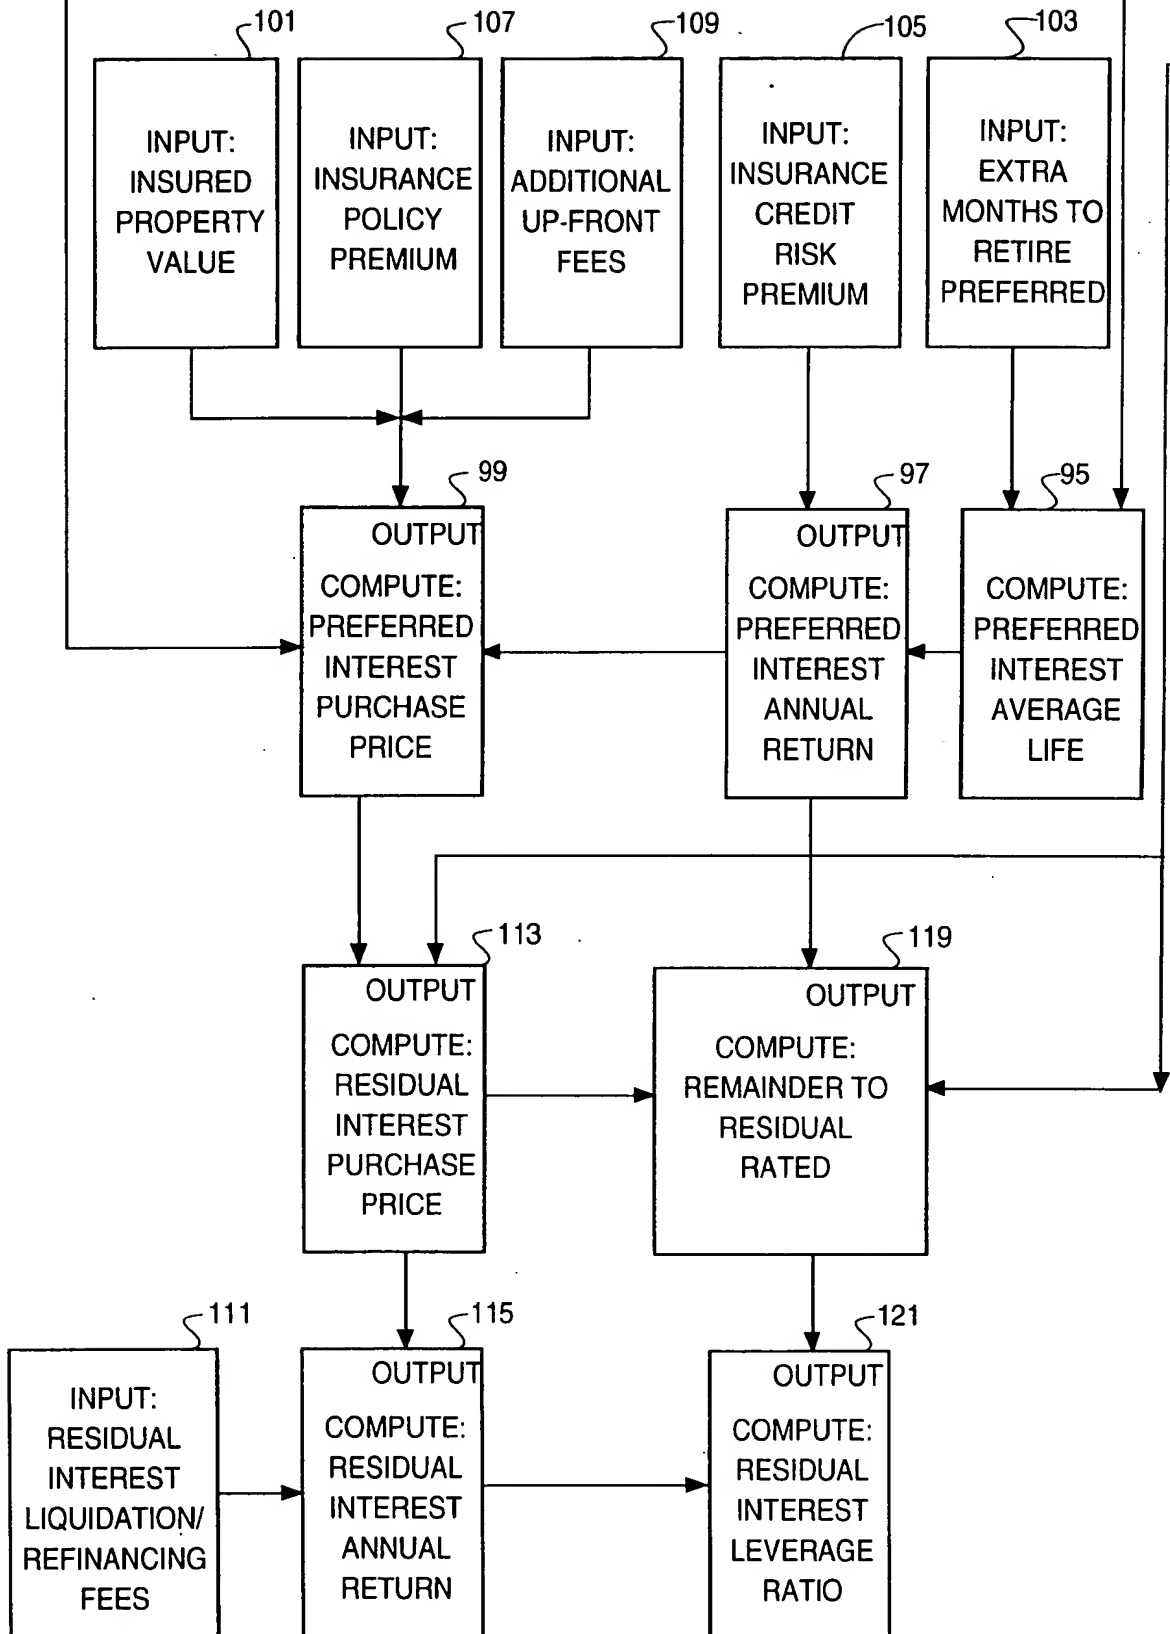 101
107
109
105
103
INPUT:
INSURED
PROPERTY
VALUE
INPUT:
INSURANCE
POLICY
PREMIUM
INPUT:
ADDITIONAL
UP-FRONT
FEES
INPUT:
INSURANCE
CREDIT
RISK
PREMIUM
INPUT:
EXTRA
MONTHS TO
RETIRE
PREFERRED
99
97
95
OUTPUT
COMPUTE:
PREFERRED
INTEREST
PURCHASE
PRICE
OUTPUT
COMPUTE:
PREFERRED
INTEREST
ANNUAL
RETURN
COMPUTE:
PREFERRED
INTEREST
AVERAGE
LIFE
113
119
OUTPUT
COMPUTE:
RESIDUAL
INTEREST
PURCHASE
PRICE
OUTPUT
COMPUTE:
REMAINDER TO
RESIDUAL
RATED
111
115
121
INPUT:
RESIDUAL
INTEREST
LIQUIDATION/
REFINANCING
FEES
OUTPUT
COMPUTE:
RESIDUAL
INTEREST
ANNUAL
RETURN
OUTPUT
COMPUTE:
RESIDUAL
INTEREST
LEVERAGE
RATIO